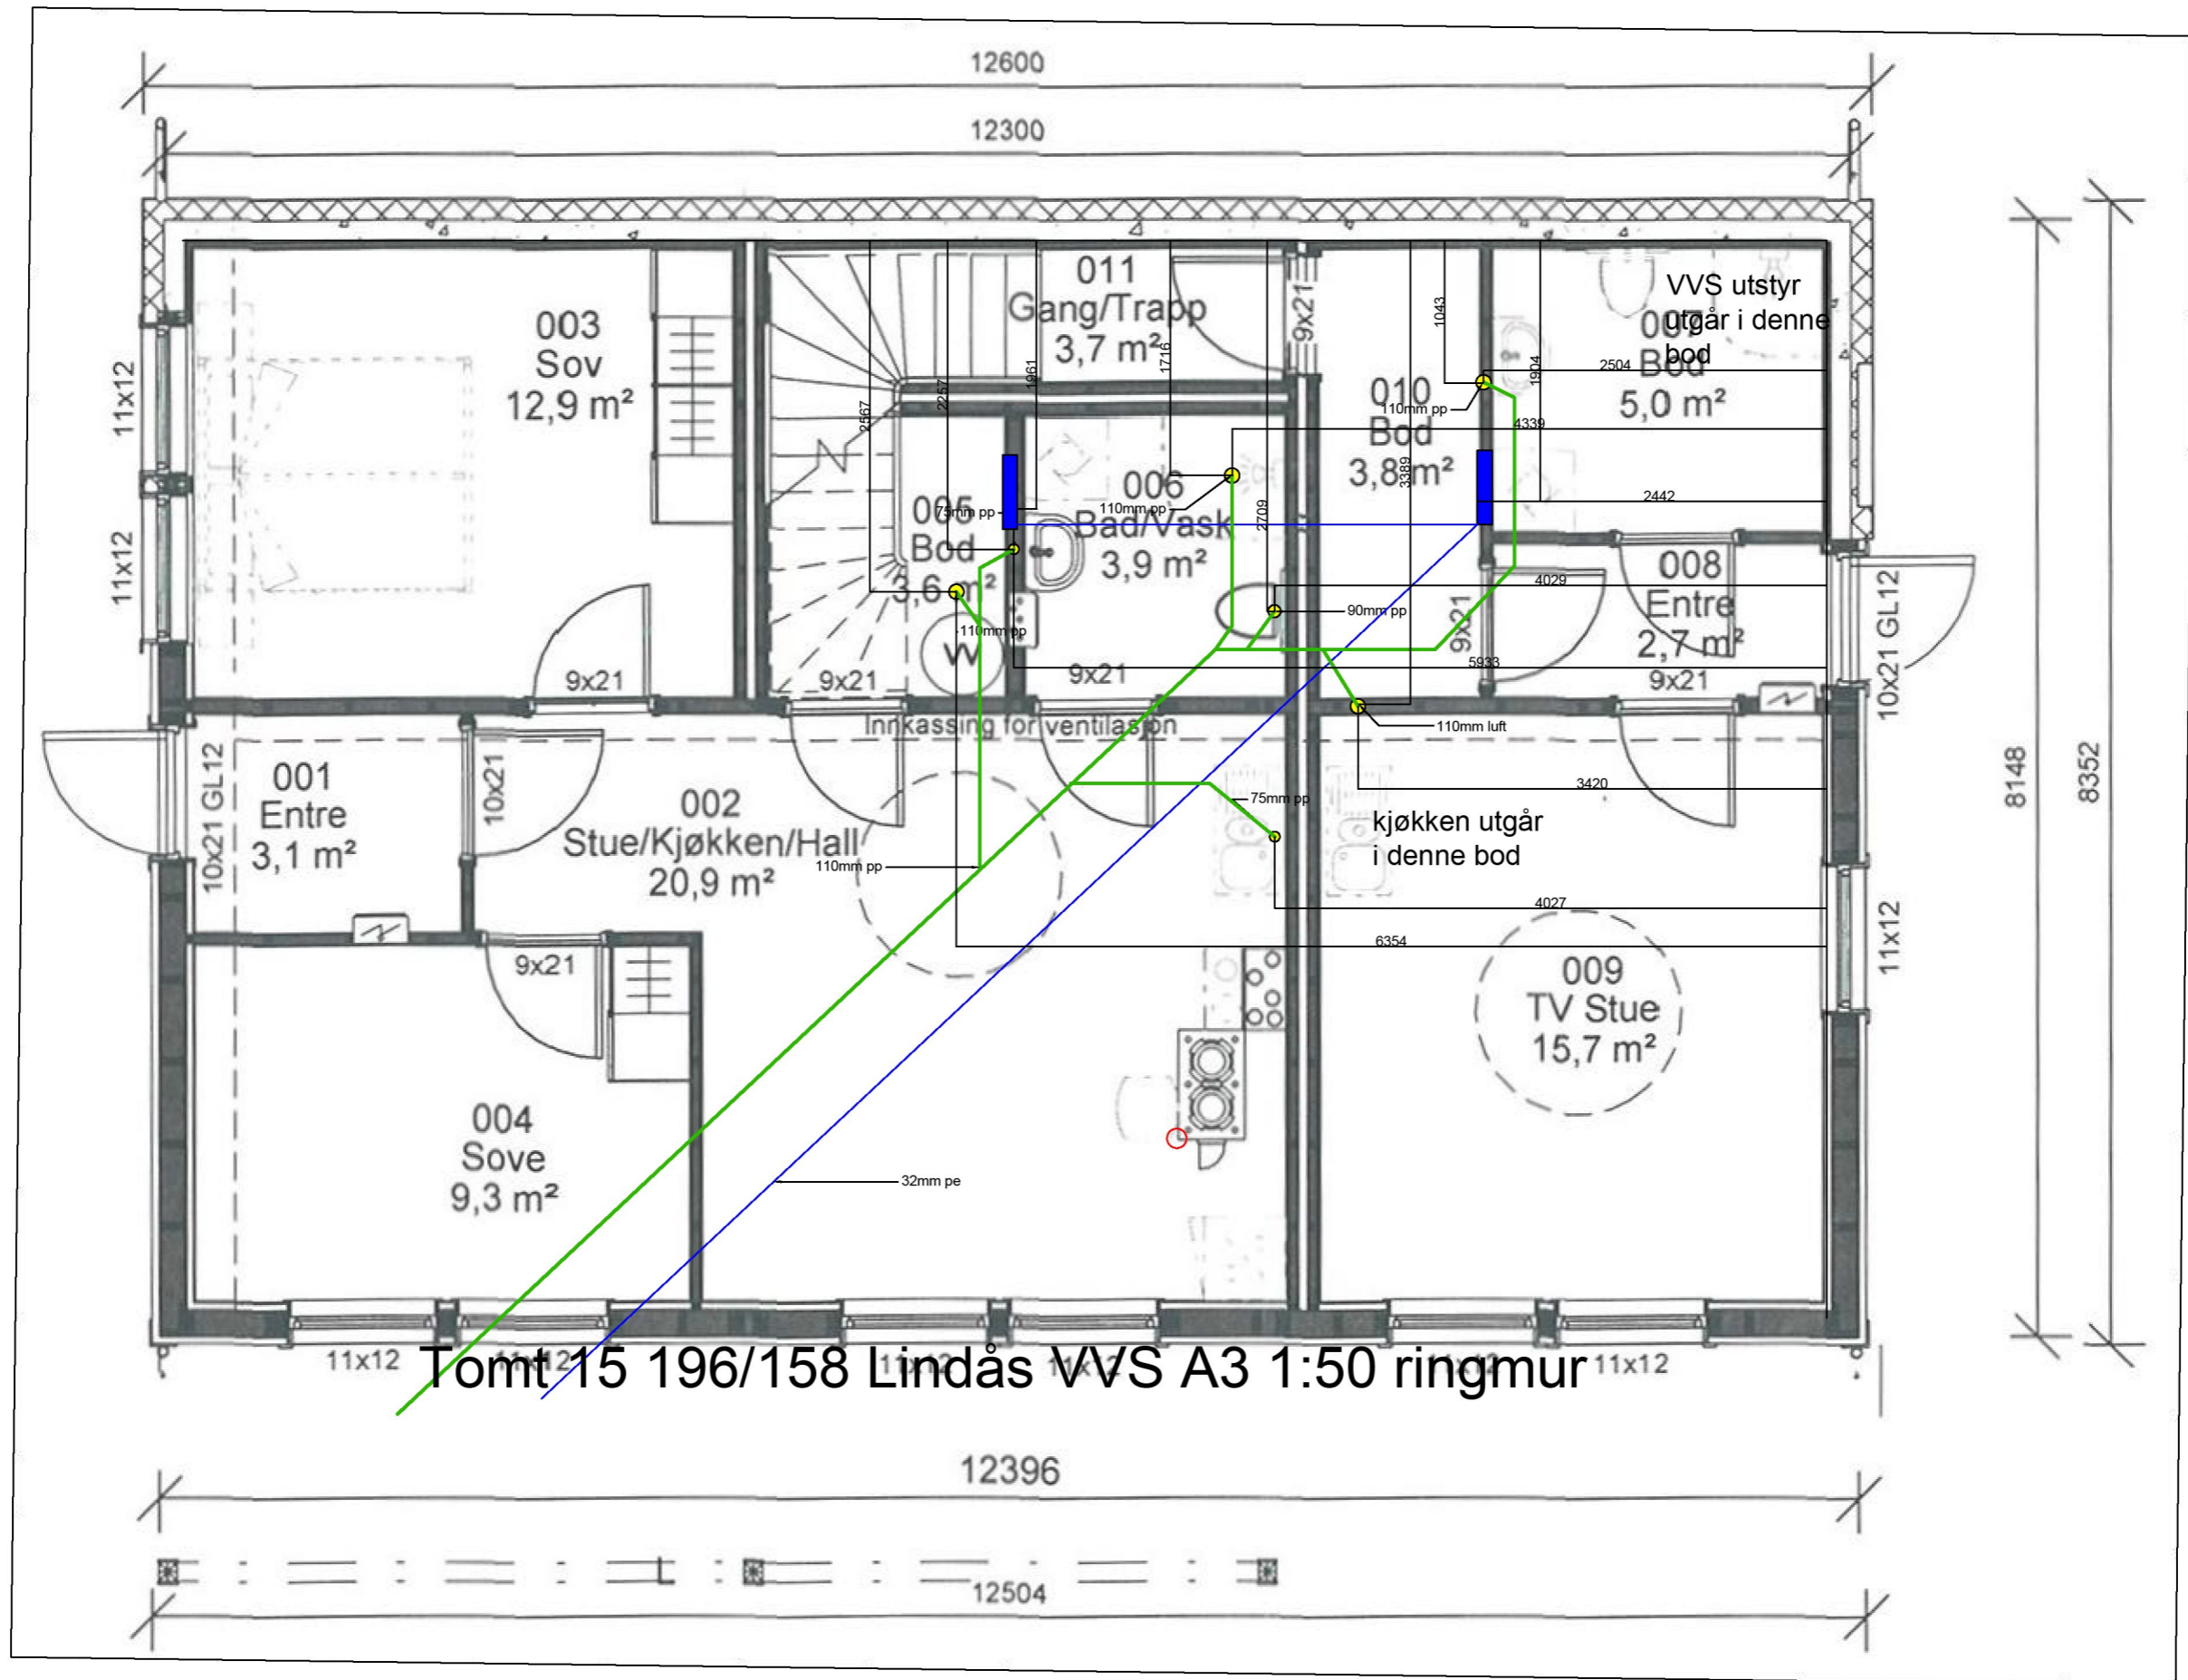 12600
12300
011
Gang/Trapp
3,7 m²
9x21
003
Sov
12,9 m²
VVS utstyr
utgår i denne
bod
007
Bod
5,0 m²
1043
1904
2504
1716
1961
2257
2567
010
Bod
3,8 m²
110mm pp
4339
3389
11x12
11x12
006
Bad/Vask
3,9 m²
110mm pp
2709
2442
005
Bod
3,6 m²
75mm pp
110mm pp
W
008
Entre
2,7 m²
4029
90mm pp
9x21
5933
9x21
9x21
9x21
9x21
10x21 GL12
Innkassing for ventilasjon
110mm luft
001
Entre
3,1 m²
10x21 GL12
10x21
002
Stue/Kjøkken/Hall
20,9 m²
110mm pp
75mm pp
3420
kjøkken utgår
i denne bod
8148
8352
4027
6354
11x12
9x21
009
TV Stue
15,7 m²
004
Sove
9,3 m²
32mm pe
11x12
11x12
11x12
11x12
11x12
11x12
Tomt 15 196/158 Lindås VVS A3 1:50 ringmur
12396
12504